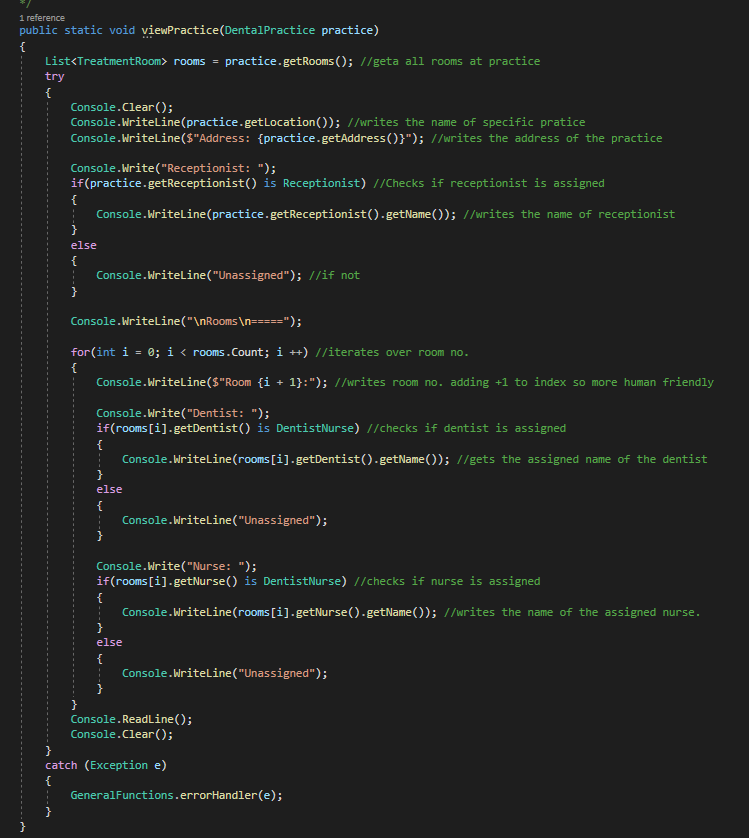 */
1 reference
public static void viewPractice(DentalPractice practice)
{
    List<TreatmentRoom> rooms = practice.getRooms(); //geta all rooms at practice
    try
    {
        Console.Clear();
        Console.WriteLine(practice.getLocation()); //writes the name of specific pratice
        Console.WriteLine($"Address: {practice.getAddress()}"); //writes the address of the practice

        Console.Write("Receptionist: ");
        if(practice.getReceptionist() is Receptionist) //Checks if receptionist is assigned
        {
            Console.WriteLine(practice.getReceptionist().getName()); //writes the name of receptionist
        }
        else
        {
            Console.WriteLine("Unassigned"); //if not
        }

        Console.WriteLine("\nRooms\n=====");

        for(int i = 0; i < rooms.Count; i ++) //iterates over room no.
        {
            Console.WriteLine($"Room {i + 1}:"); //writes room no. adding +1 to index so more human friendly

            Console.Write("Dentist: ");
            if(rooms[i].getDentist() is DentistNurse) //checks if dentist is assigned
            {
                Console.WriteLine(rooms[i].getDentist().getName()); //gets the assigned name of the dentist
            }
            else
            {
                Console.WriteLine("Unassigned");
            }

            Console.Write("Nurse: ");
            if(rooms[i].getNurse() is DentistNurse) //checks if nurse is assigned
            {
                Console.WriteLine(rooms[i].getNurse().getName()); //writes the name of the assigned nurse.
            }
            else
            {
                Console.WriteLine("Unassigned");
            }
        }
        Console.ReadLine();
        Console.Clear();
    }
    catch (Exception e)
    {
        GeneralFunctions.errorHandler(e);
    }
}